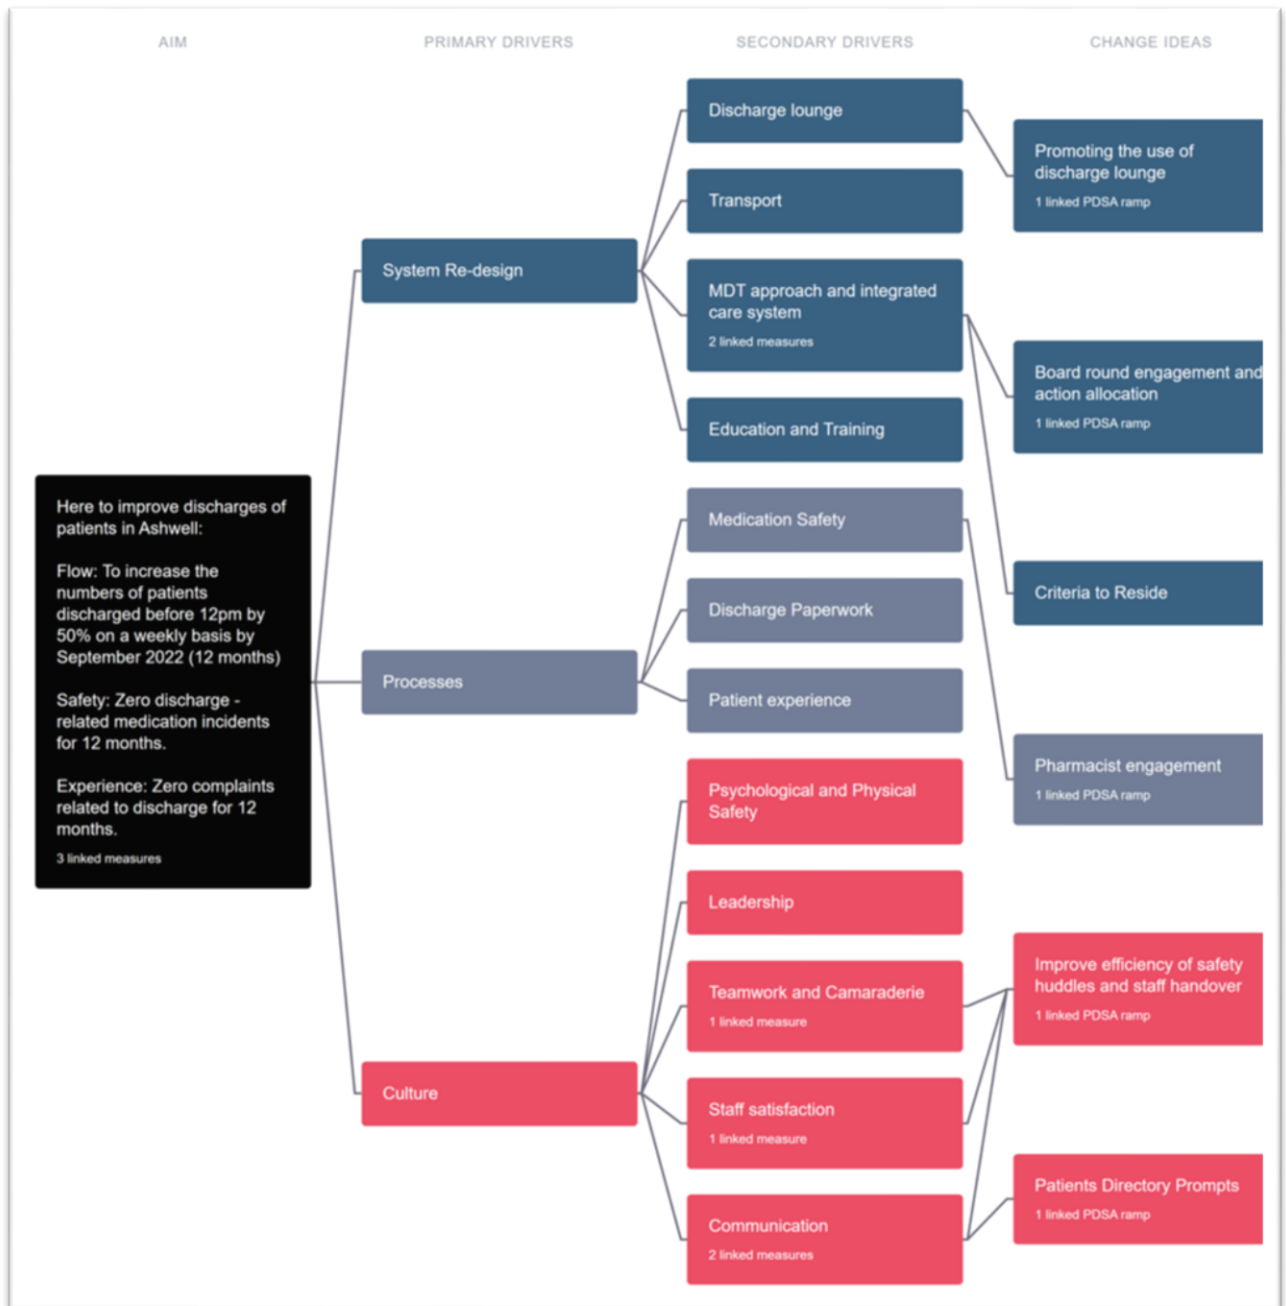 AIM
PRIMARY DRIVERS
SECONDARY DRIVERS
CHANGE IDEAS
Here to improve discharges of
patients in Ashwell:
Flow: To increase the
numbers of patients
discharged before 12pm by
50% on a weekly basis by
September 2022 (12 months)
Safety: Zero discharge -
related medication incidents
for 12 months.
Experience: Zero complaints
related to discharge for 12
months.
3 linked measures
System Re-design
Processes
Culture
Discharge lounge
Transport
MDT approach and integrated
care system
2 linked measures
Education and Training
Medication Safety
Discharge Paperwork
Patient experience
Psychological and Physical
Safety
Leadership
Teamwork and Camaraderie
1 linked measure
Staff satisfaction
1 linked measure
Communication
2 linked measures
Promoting the use of
discharge lounge
1 linked PDSA ramp
Board round engagement and
action allocation
1 linked PDSA ramp
Criteria to Reside
Pharmacist engagement
1 linked PDSA ramp
Improve efficiency of safety
huddles and staff handover
1 linked PDSA ramp
Patients Directory Prompts
1 linked PDSA ramp